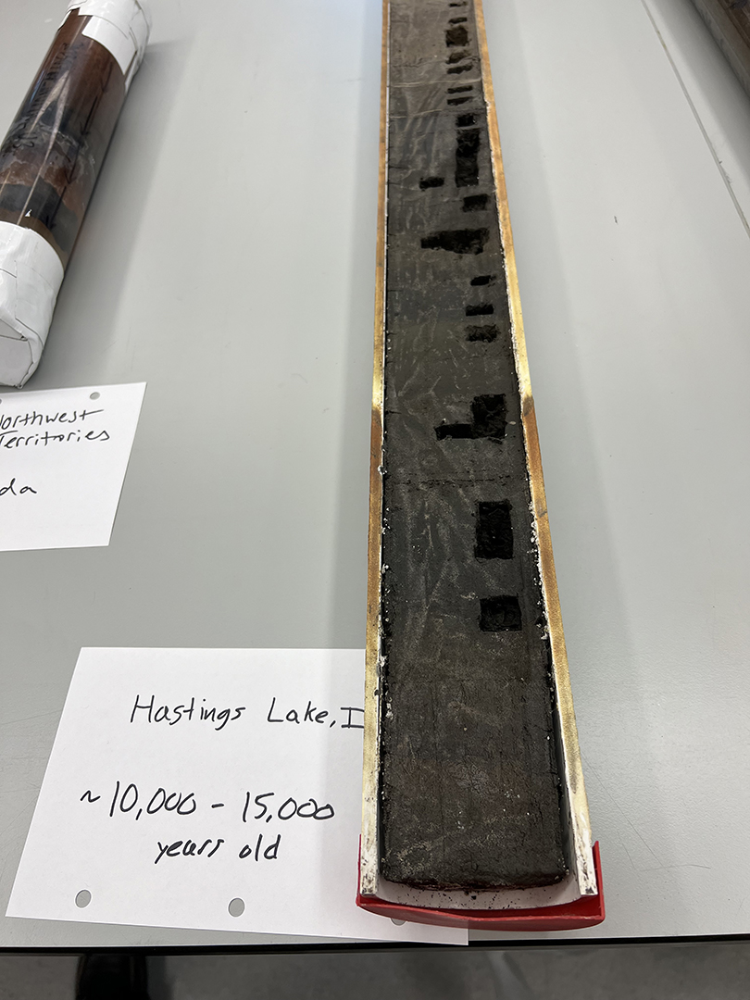 orthwest
Territories
da
Hastings Lake, I
~10,000 - 15,000
years old